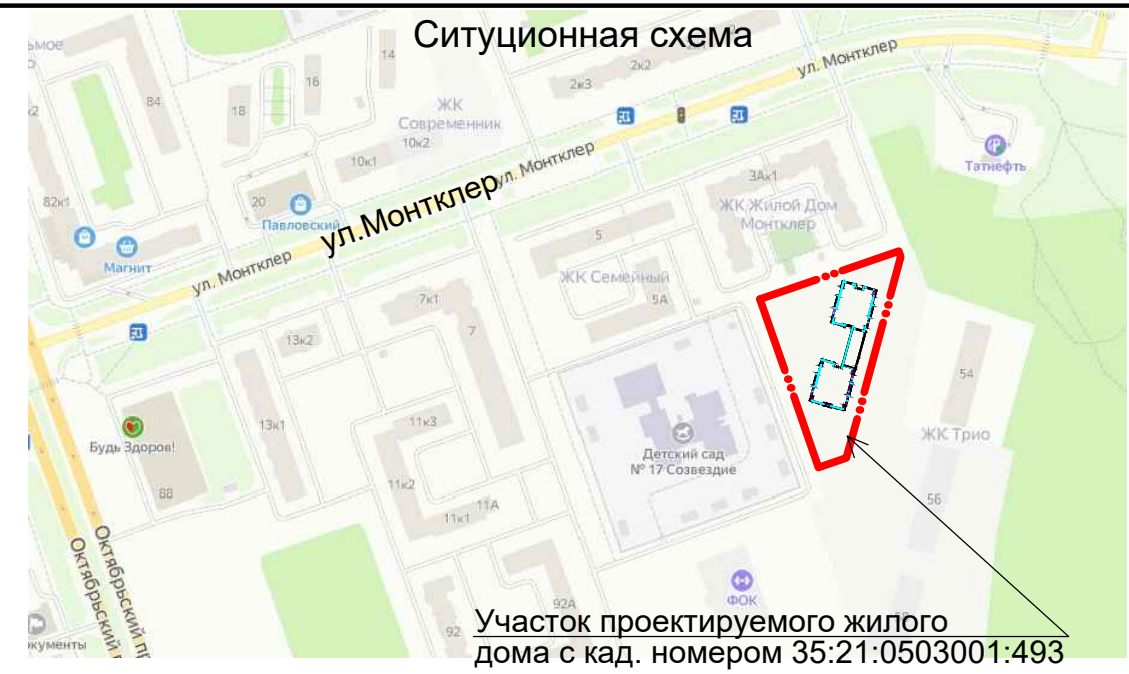 Ситуционная схема
ьмое
о
14
2к2
2к3
ул. Монтклер
16
84
18
к2
ЖК
Современник
10к2
10к1
ул. Монтклер
Татнефть
3Ак1
82к1
20
Павловский
ул.Монтклер
ЖК Жилой Дом
Монтклер
5
Магнит
ул. Монтклер
ЖК Семейный
5А
7к1
7
13к2
54
13к1
11к3
Будь Здоров!
Детский сад
№ 17 Созвездие
ЖК Трио
88
11к2
11А
11к1
56
Октябрьский пр
Октябрьский п
ФОК
92А
92
окументы
Участок проектируемого жилого
дома с кад. номером 35:21:0503001:493